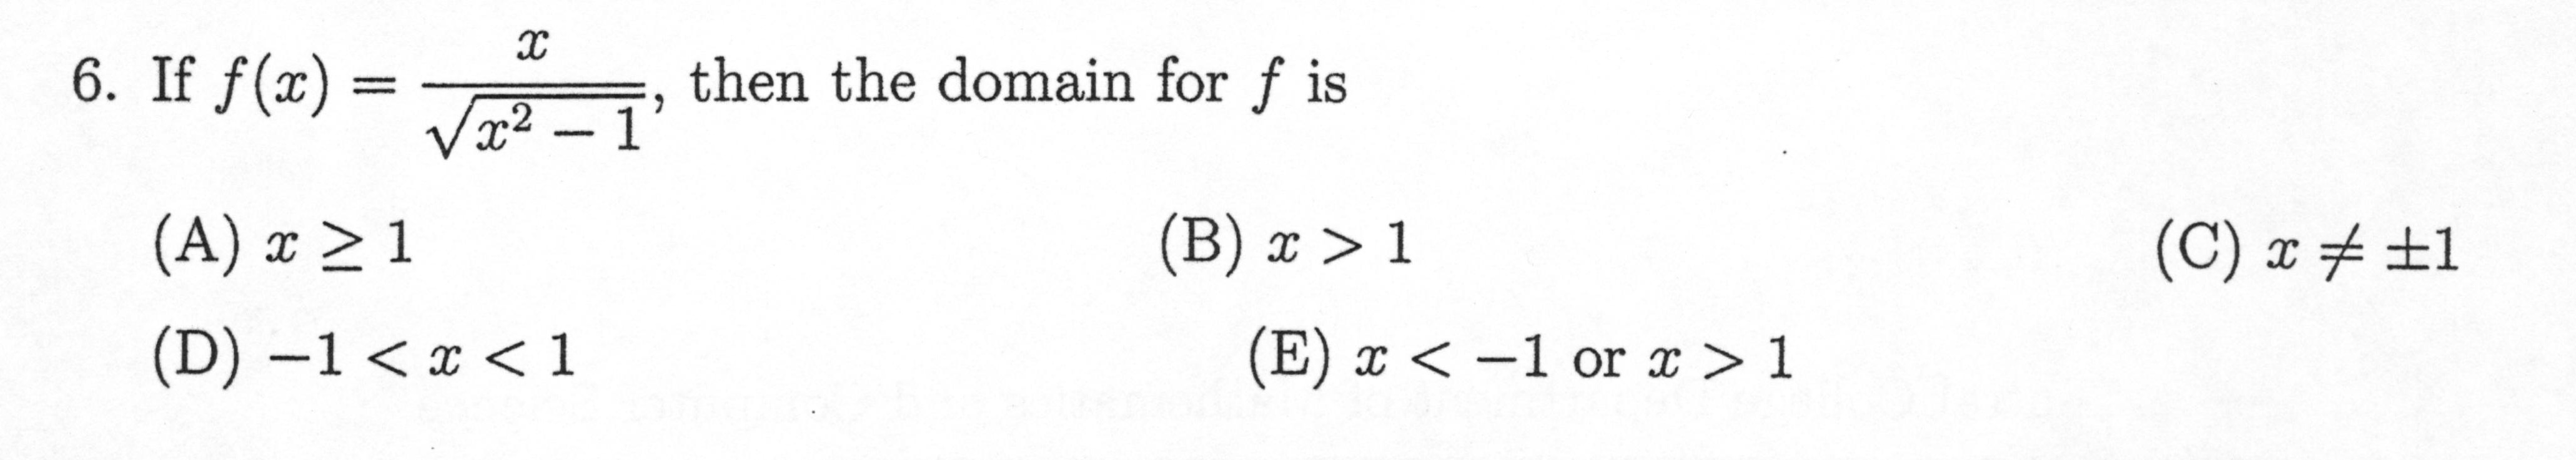 6. If f(x) = x/√(x² − 1), then the domain for f is
(A) x ≥ 1 (B) x > 1 (C) x ≠ ±1
(D) −1 < x < 1 (E) x < −1 or x > 1